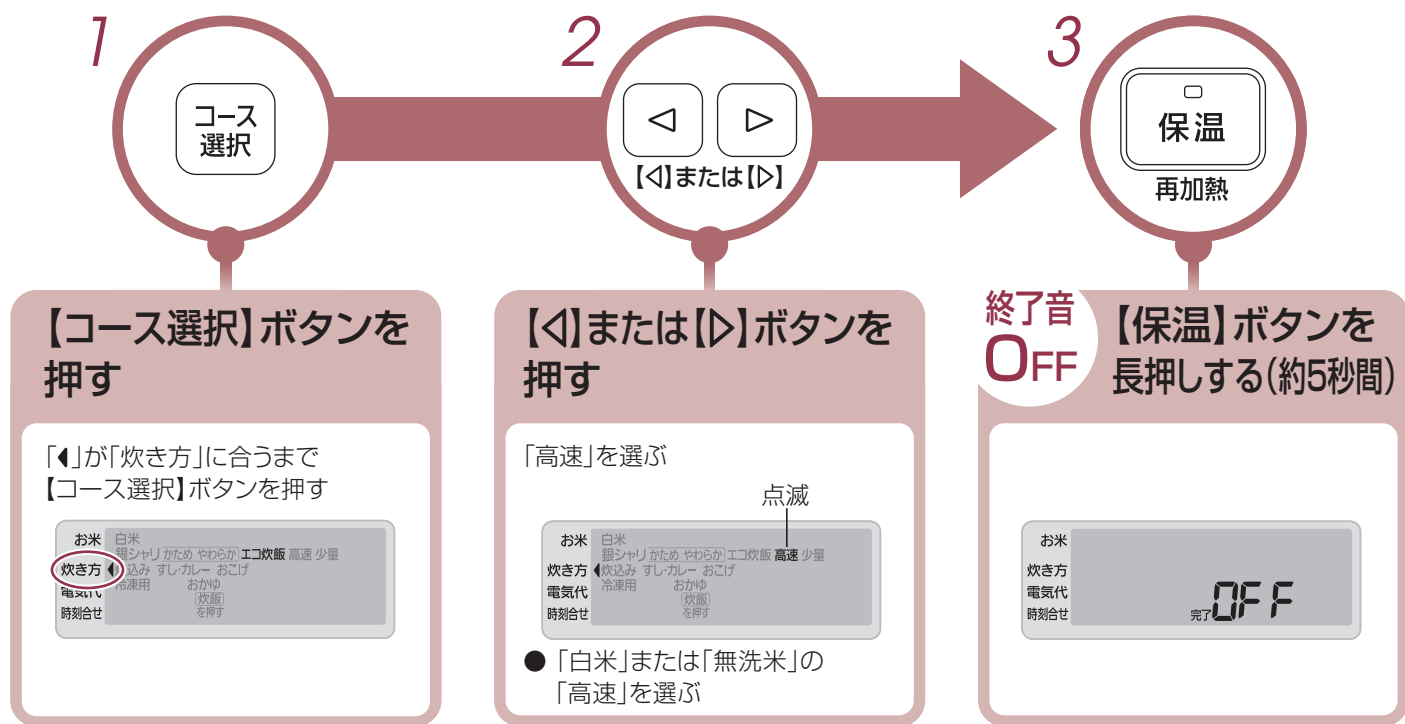 1
コース
選択
【コース選択】ボタンを
押す
「◀」が「炊き方」に合うまで
【コース選択】ボタンを押す
お米 白米
銀シャリ かため やわらか エコ炊飯 高速 少量
炊き方 ◀ 込み すし・カレー おこげ
電気代 冷凍用 おかゆ
炊飯
時刻合せ を押す
2
◁ ▷
【◁】または【▷】
【◁】または【▷】ボタンを
押す
「高速」を選ぶ
点滅
お米 白米
銀シャリ かため やわらか エコ炊飯 高速 少量
炊き方 ◀ 炊込み すし・カレー おこげ
電気代 冷凍用 おかゆ
炊飯
時刻合せ を押す
● 「白米」または「無洗米」の
「高速」を選ぶ
3
保温
再加熱
終了音
OFF
【保温】ボタンを
長押しする(約5秒間)
お米
炊き方
電気代
時刻合せ 完了 OFF